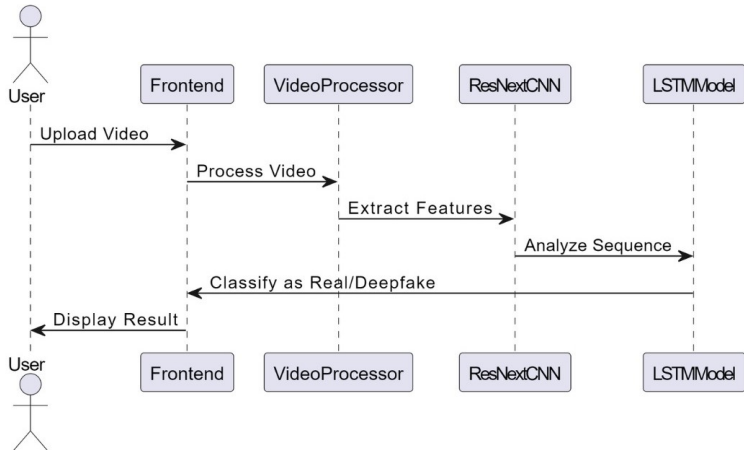 User
Frontend
VideoProcessor
ResNextCNN
LSTMModel
Upload Video
Process Video
Extract Features
Analyze Sequence
Classify as Real/Deepfake
Display Result
User
Frontend
VideoProcessor
ResNextCNN
LSTMModel